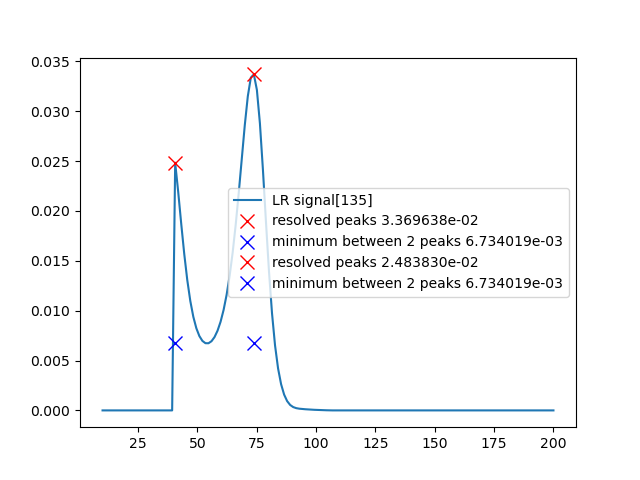 0.035
0.030
0.025
0.020
0.015
0.010
0.005
0.000
LR signal[135]
resolved peaks 3.369638e-02
minimum between 2 peaks 6.734019e-03
resolved peaks 2.483830e-02
minimum between 2 peaks 6.734019e-03
25 50 75 100 125 150 175 200